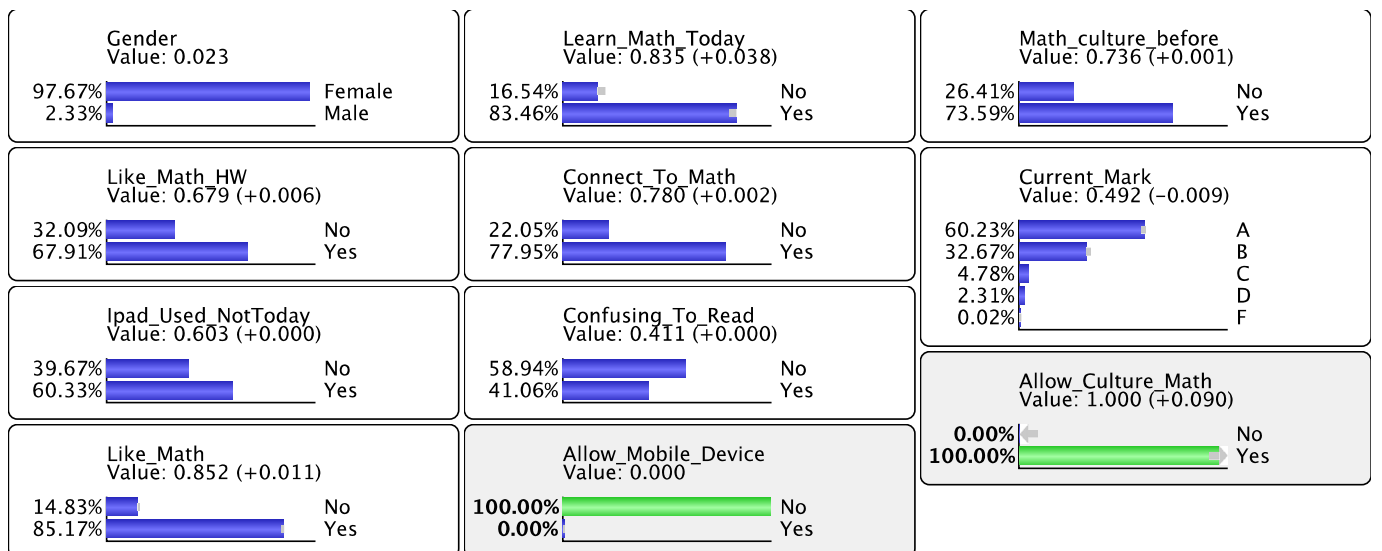 Gender
Value: 0.023
97.67% Female
2.33% Male
Like_Math_HW
Value: 0.679 (+0.006)
32.09% No
67.91% Yes
Ipad_Used_NotToday
Value: 0.603 (+0.000)
39.67% No
60.33% Yes
Like_Math
Value: 0.852 (+0.011)
14.83% No
85.17% Yes
Learn_Math_Today
Value: 0.835 (+0.038)
16.54% No
83.46% Yes
Connect_To_Math
Value: 0.780 (+0.002)
22.05% No
77.95% Yes
Confusing_To_Read
Value: 0.411 (+0.000)
58.94% No
41.06% Yes
Allow_Mobile_Device
Value: 0.000
100.00% No
0.00% Yes
Math_culture_before
Value: 0.736 (+0.001)
26.41% No
73.59% Yes
Current_Mark
Value: 0.492 (−0.009)
60.23% A
32.67% B
4.78% C
2.31% D
0.02% F
Allow_Culture_Math
Value: 1.000 (+0.090)
0.00% No
100.00% Yes